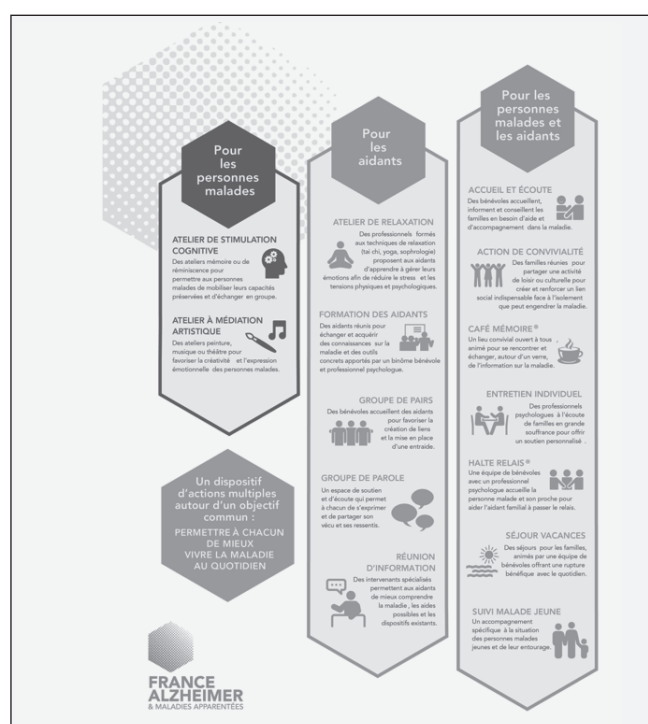 Pour
les
personnes
malades
ATELIER DE STIMULATION
COGNITIVE
Des ateliers mémoire ou de
réminiscence pour
permettre aux personnes
malades de mobiliser leurs capacités
préservées et d'échanger en groupe.
ATELIER À MÉDIATION
ARTISTIQUE
Des ateliers peinture,
musique ou théâtre pour
favoriser la créativité et l'expression
émotionnelle des personnes malades.
Un dispositif
d'actions multiples
autour d'un objectif
commun :
PERMETTRE À CHACUN
DE MIEUX
VIVRE LA MALADIE
AU QUOTIDIEN
FRANCE
ALZHEIMER
& MALADIES APPARENTÉES
Pour
les
aidants
ATELIER DE RELAXATION
Des professionnels formés
aux techniques de relaxation
(tai chi, yoga, sophrologie)
proposent aux aidants
d'apprendre à gérer leurs
émotions afin de réduire le stress et les
tensions physiques et psychologiques.
FORMATION DES AIDANTS
Des aidants réunis pour
échanger et acquérir
des connaissances sur la
maladie et des outils
concrets apportés par un binôme bénévole
et professionnel psychologue.
GROUPE DE PAIRS
Des bénévoles accueillent des aidants
pour favoriser la
création de liens
et la mise en place
d'une entraide.
GROUPE DE PAROLE
Un espace de soutien
et d'écoute qui permet
à chacun de s'exprimer
et de partager son
vécu et ses ressentis.
RÉUNION
D'INFORMATION
Des intervenants spécialisés
permettent aux aidants
de mieux comprendre
la maladie , les aides
possibles et les
dispositifs existants.
Pour les
personnes
malades et
les aidants
ACCUEIL ET ÉCOUTE
Des bénévoles accueillent,
informent et conseillent les
familles en besoin d'aide et
d'accompagnement dans la maladie.
ACTION DE CONVIVIALITÉ
Des familles réunies pour
partager une activité
de loisir ou culturelle pour
créer et renforcer un lien
social indispensable face à l'isolement
que peut engendrer la maladie.
CAFÉ MÉMOIRE®
Un lieu convivial ouvert à tous ,
animé pour se rencontrer et
échanger, autour d'un verre,
de l'information sur la maladie.
ENTRETIEN INDIVIDUEL
Des professionnels
psychologues à l'écoute
de familles en grande
souffrance pour offrir
un soutien personnalisé .
HALTE RELAIS®
Une équipe de bénévoles
avec un professionnel
psychologue accueille la
personne malade et son proche pour
aider l'aidant familial à passer le relais.
SÉJOUR VACANCES
Des séjours pour les familles,
animés par une équipe de
bénévoles offrant une rupture
bénéfique avec le quotidien.
SUIVI MALADE JEUNE
Un accompagnement
spécifique à la situation
des personnes malades
jeunes et de leur entourage.